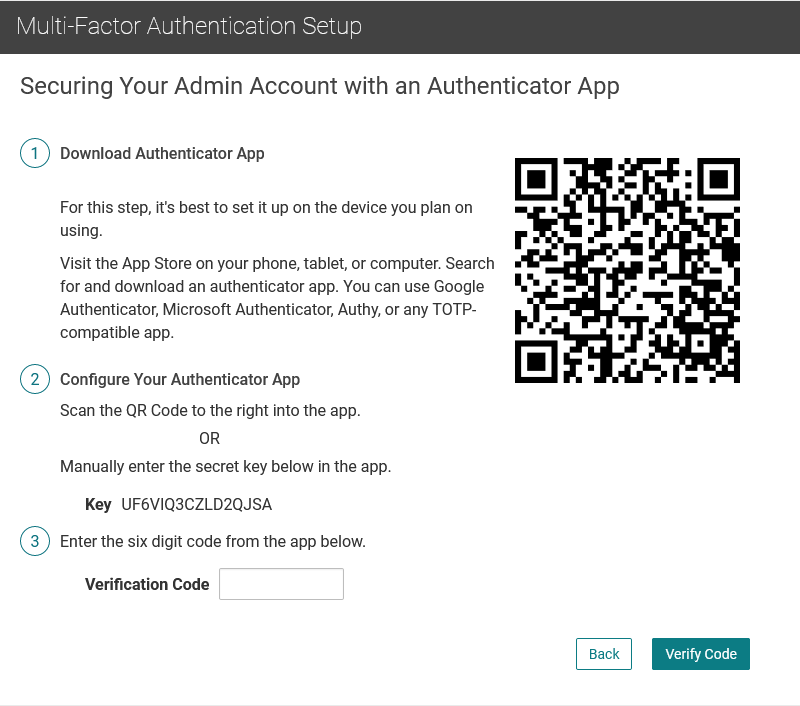 Multi-Factor Authentication Setup
Securing Your Admin Account with an Authenticator App
1 Download Authenticator App
For this step, it's best to set it up on the device you plan on
using.
Visit the App Store on your phone, tablet, or computer. Search
for and download an authenticator app. You can use Google
Authenticator, Microsoft Authenticator, Authy, or any TOTP-
compatible app.
2 Configure Your Authenticator App
Scan the QR Code to the right into the app.
OR
Manually enter the secret key below in the app.
Key UF6VIQ3CZLD2QJSA
3 Enter the six digit code from the app below.
Verification Code
Back Verify Code